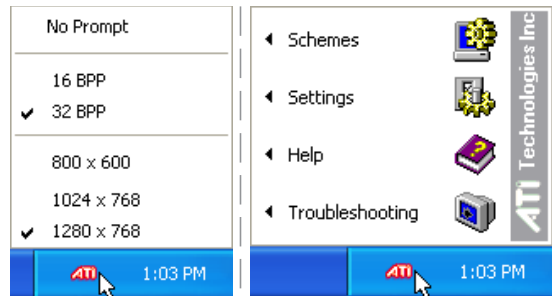 No Prompt
16 BPP
32 BPP
800 x 600
1024 x 768
1280 x 768
ATI
1:03 PM
Schemes
Settings
Help
Troubleshooting
ATI Technologies Inc
ATI
1:03 PM